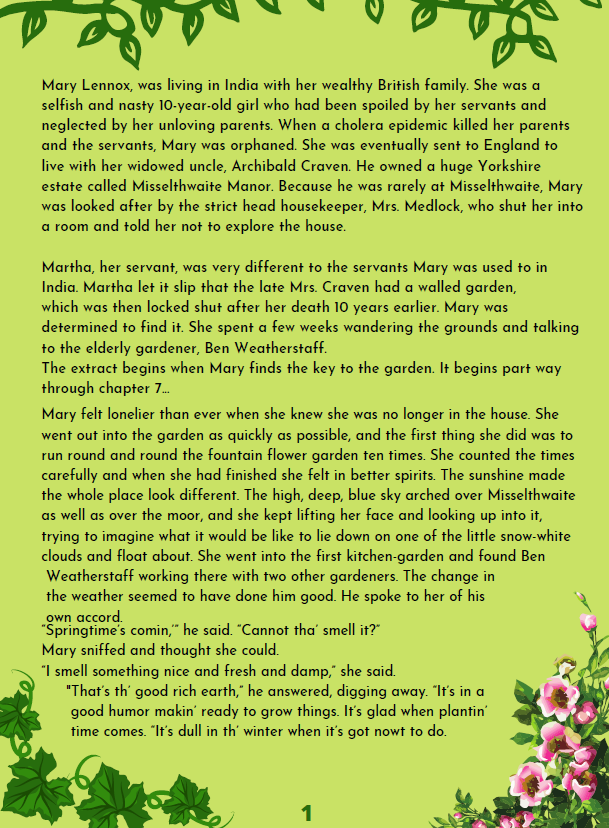 Mary Lennox, was living in India with her wealthy British family. She was a
selfish and nasty 10-year-old girl who had been spoiled by her servants and
neglected by her unloving parents. When a cholera epidemic killed her parents
and the servants, Mary was orphaned. She was eventually sent to England to
live with her widowed uncle, Archibald Craven. He owned a huge Yorkshire
estate called Misselthwaite Manor. Because he was rarely at Misselthwaite, Mary
was looked after by the strict head housekeeper, Mrs. Medlock, who shut her into
a room and told her not to explore the house.
Martha, her servant, was very different to the servants Mary was used to in
India. Martha let it slip that the late Mrs. Craven had a walled garden,
which was then locked shut after her death 10 years earlier. Mary was
determined to find it. She spent a few weeks wandering the grounds and talking
to the elderly gardener, Ben Weatherstaff.
The extract begins when Mary finds the key to the garden. It begins part way
through chapter 7...
Mary felt lonelier than ever when she knew she was no longer in the house. She
went out into the garden as quickly as possible, and the first thing she did was to
run round and round the fountain flower garden ten times. She counted the times
carefully and when she had finished she felt in better spirits. The sunshine made
the whole place look different. The high, deep, blue sky arched over Misselthwaite
as well as over the moor, and she kept lifting her face and looking up into it,
trying to imagine what it would be like to lie down on one of the little snow-white
clouds and float about. She went into the first kitchen-garden and found Ben
Weatherstaff working there with two other gardeners. The change in
the weather seemed to have done him good. He spoke to her of his
own accord.
“Springtime’s comin,’” he said. “Cannot tha’ smell it?”
Mary sniffed and thought she could.
“I smell something nice and fresh and damp,” she said.
"That’s th’ good rich earth,” he answered, digging away. “It’s in a
good humor makin’ ready to grow things. It’s glad when plantin’
time comes. “It’s dull in th’ winter when it’s got nowt to do.
1